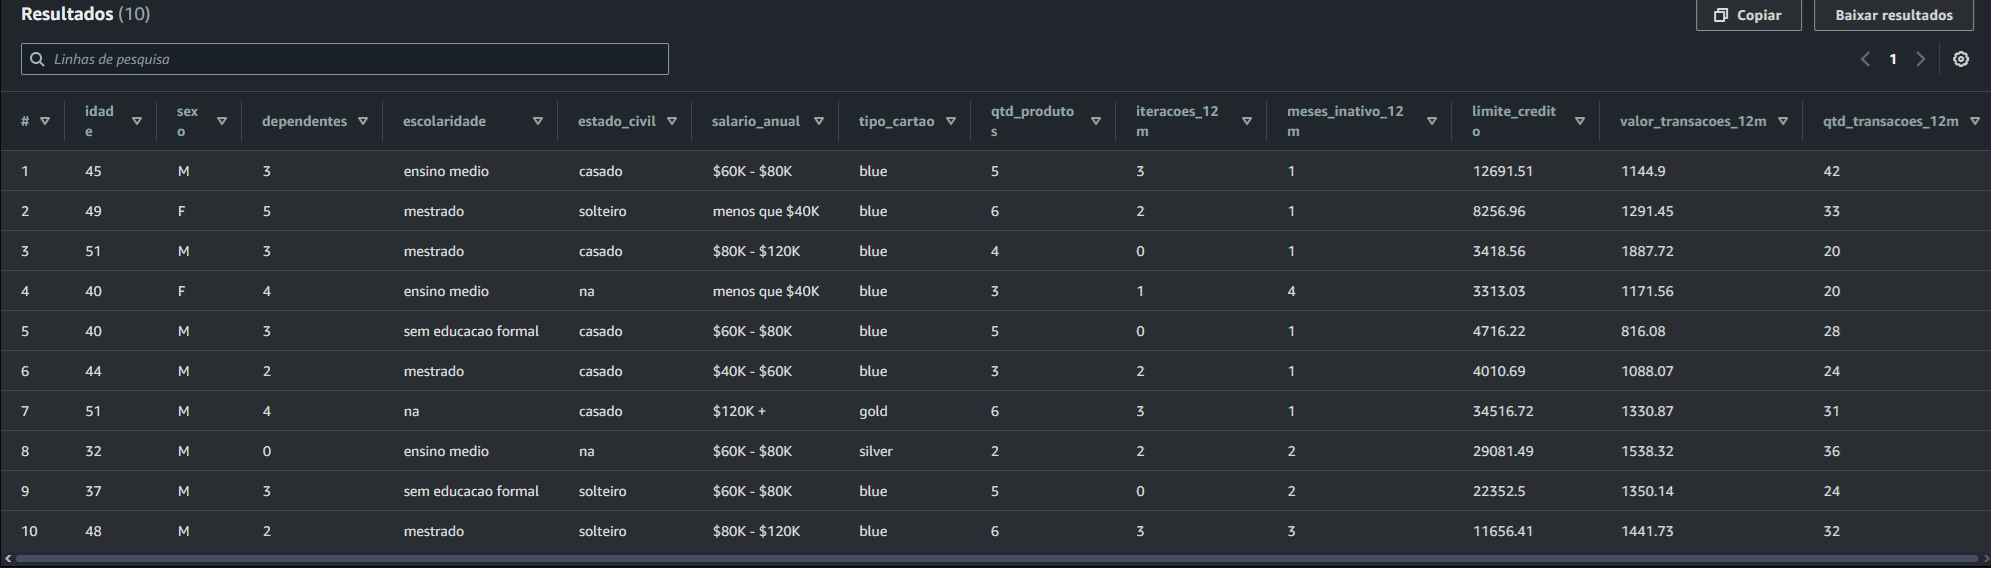 Resultados (10)
Copiar
Baixar resultados
Linhas de pesquisa
1
# idade sexo dependentes escolaridade estado_civil salario_anual tipo_cartao qtd_produtos iteracoes_12m meses_inativo_12m limite_credito valor_transacoes_12m qtd_transacoes_12m
1 45 M 3 ensino medio casado $60K - $80K blue 5 3 1 12691.51 1144.9 42
2 49 F 5 mestrado solteiro menos que $40K blue 6 2 1 8256.96 1291.45 33
3 51 M 3 mestrado casado $80K - $120K blue 4 0 1 3418.56 1887.72 20
4 40 F 4 ensino medio na menos que $40K blue 3 1 4 3313.03 1171.56 20
5 40 M 3 sem educacao formal casado $60K - $80K blue 5 0 1 4716.22 816.08 28
6 44 M 2 mestrado casado $40K - $60K blue 3 2 1 4010.69 1088.07 24
7 51 M 4 na casado $120K + gold 6 3 1 34516.72 1330.87 31
8 32 M 0 ensino medio na $60K - $80K silver 2 2 2 29081.49 1538.32 36
9 37 M 3 sem educacao formal solteiro $60K - $80K blue 5 0 2 22352.5 1350.14 24
10 48 M 2 mestrado solteiro $80K - $120K blue 6 3 3 11656.41 1441.73 32